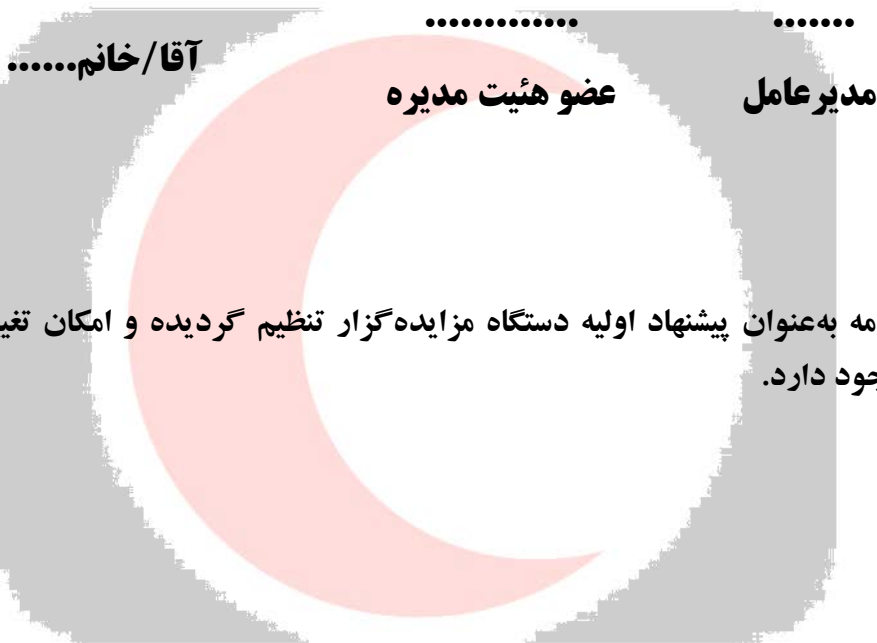 ....... .............
آقا/خانم......
مدیرعامل عضو هئیت مدیره
به‌عنوان پیشنهاد اولیه دستگاه مزایده‌گزار تنظیم گردیده و امکان
دارد.